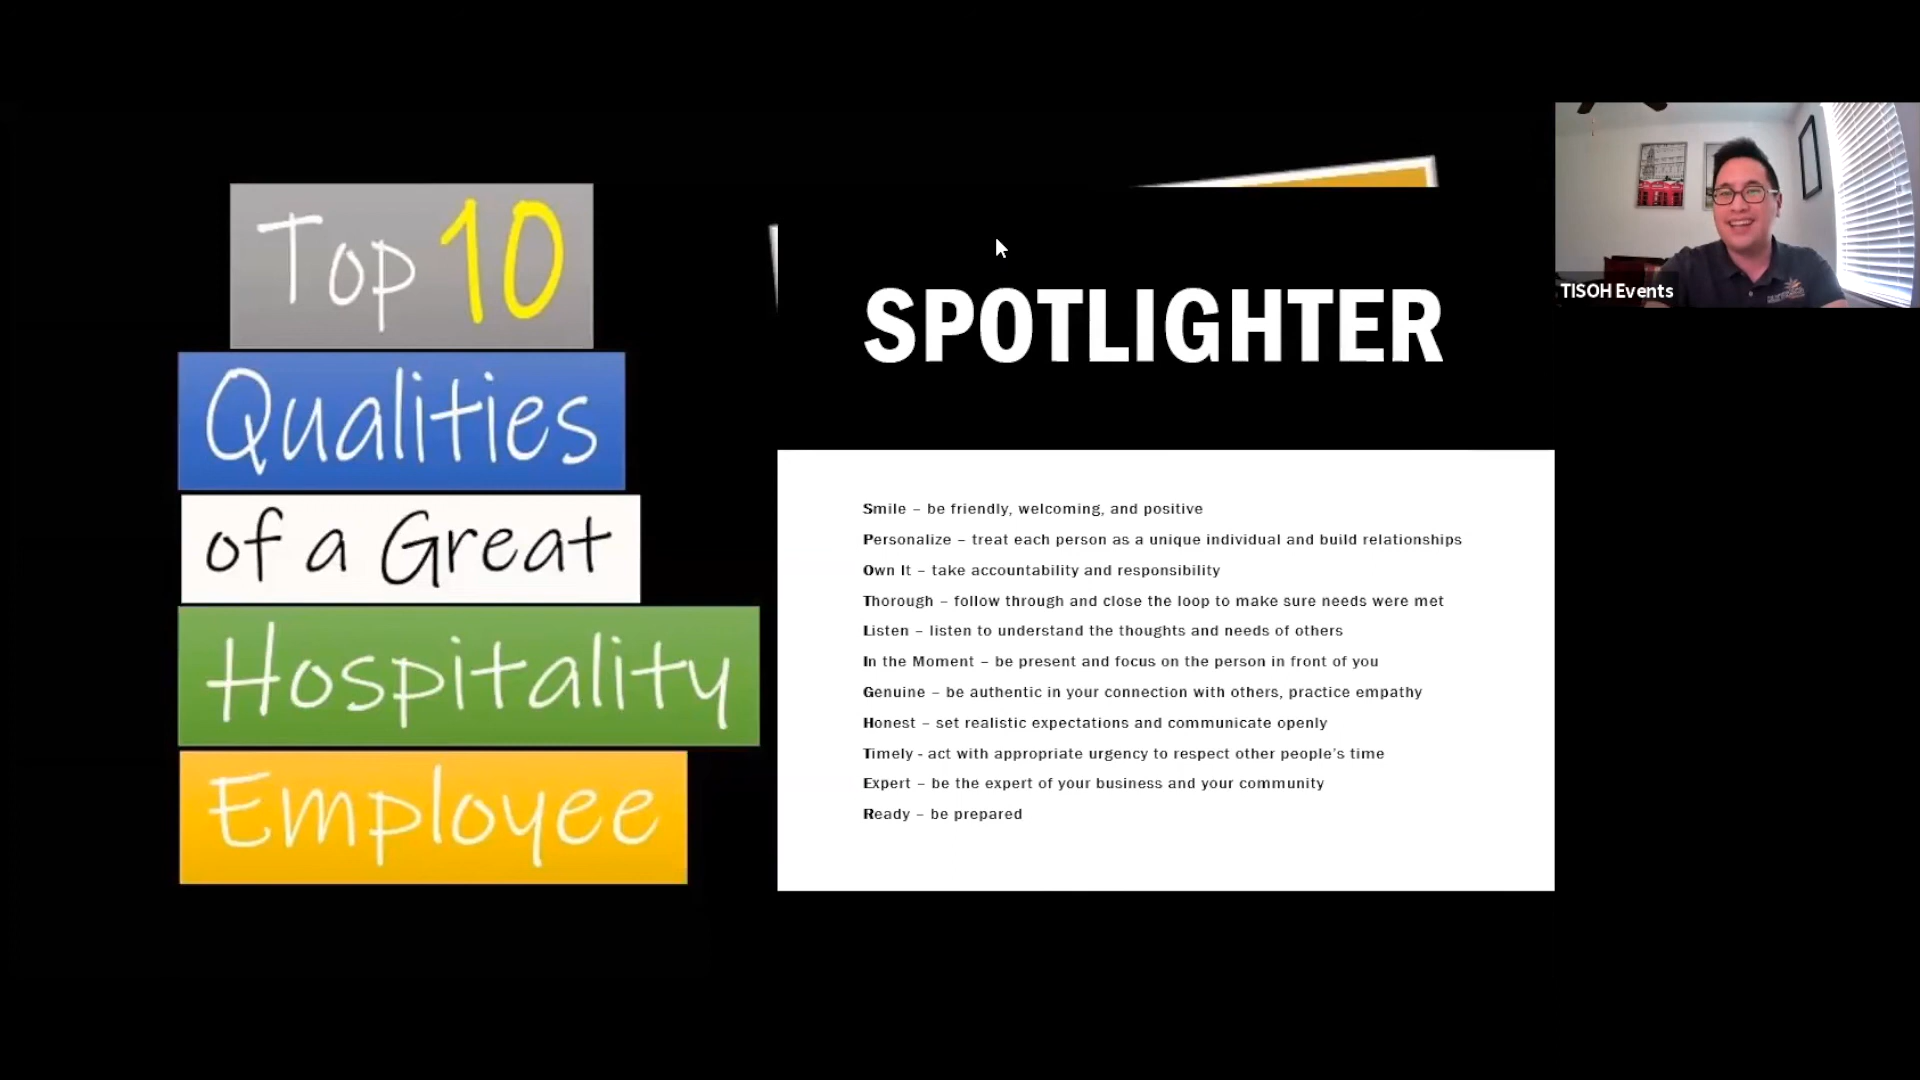 Top 10
Qualities
of a Great
Hospitality
Employee
SPOTLIGHTER
Smile – be friendly, welcoming, and positive
Personalize – treat each person as a unique individual and build relationships
Own It – take accountability and responsibility
Thorough – follow through and close the loop to make sure needs were met
Listen – listen to understand the thoughts and needs of others
In the Moment – be present and focus on the person in front of you
Genuine – be authentic in your connection with others, practice empathy
Honest – set realistic expectations and communicate openly
Timely - act with appropriate urgency to respect other people's time
Expert – be the expert of your business and your community
Ready – be prepared
TISOH Events